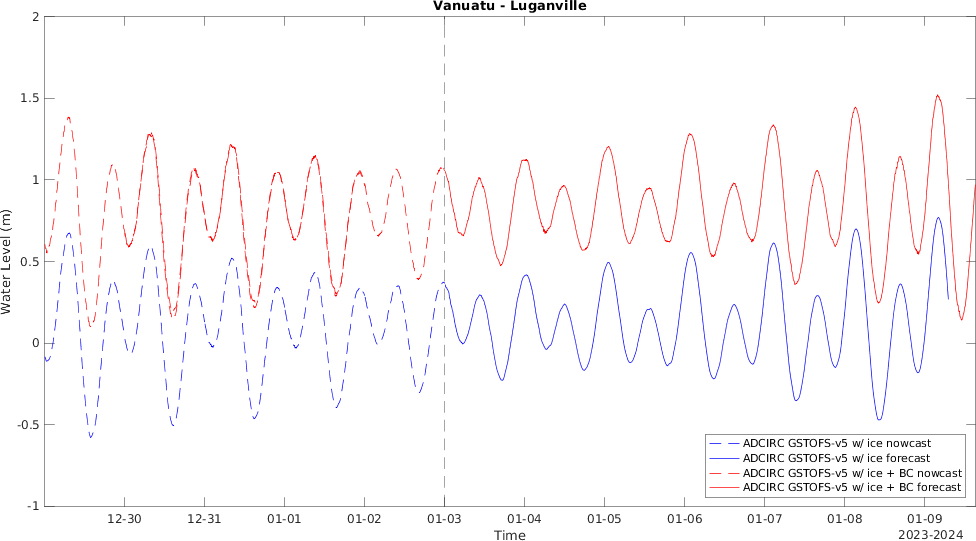 Vanuatu - Luganville
2
1.5
1
0.5
0
-0.5
-1
Water Level (m)
12-30
12-31
01-01
01-02
01-03
01-04
01-05
01-06
01-07
01-08
01-09
Time
2023-2024
ADCIRC GSTOFS-v5 w/ ice nowcast
ADCIRC GSTOFS-v5 w/ ice forecast
ADCIRC GSTOFS-v5 w/ ice + BC nowcast
ADCIRC GSTOFS-v5 w/ ice + BC forecast